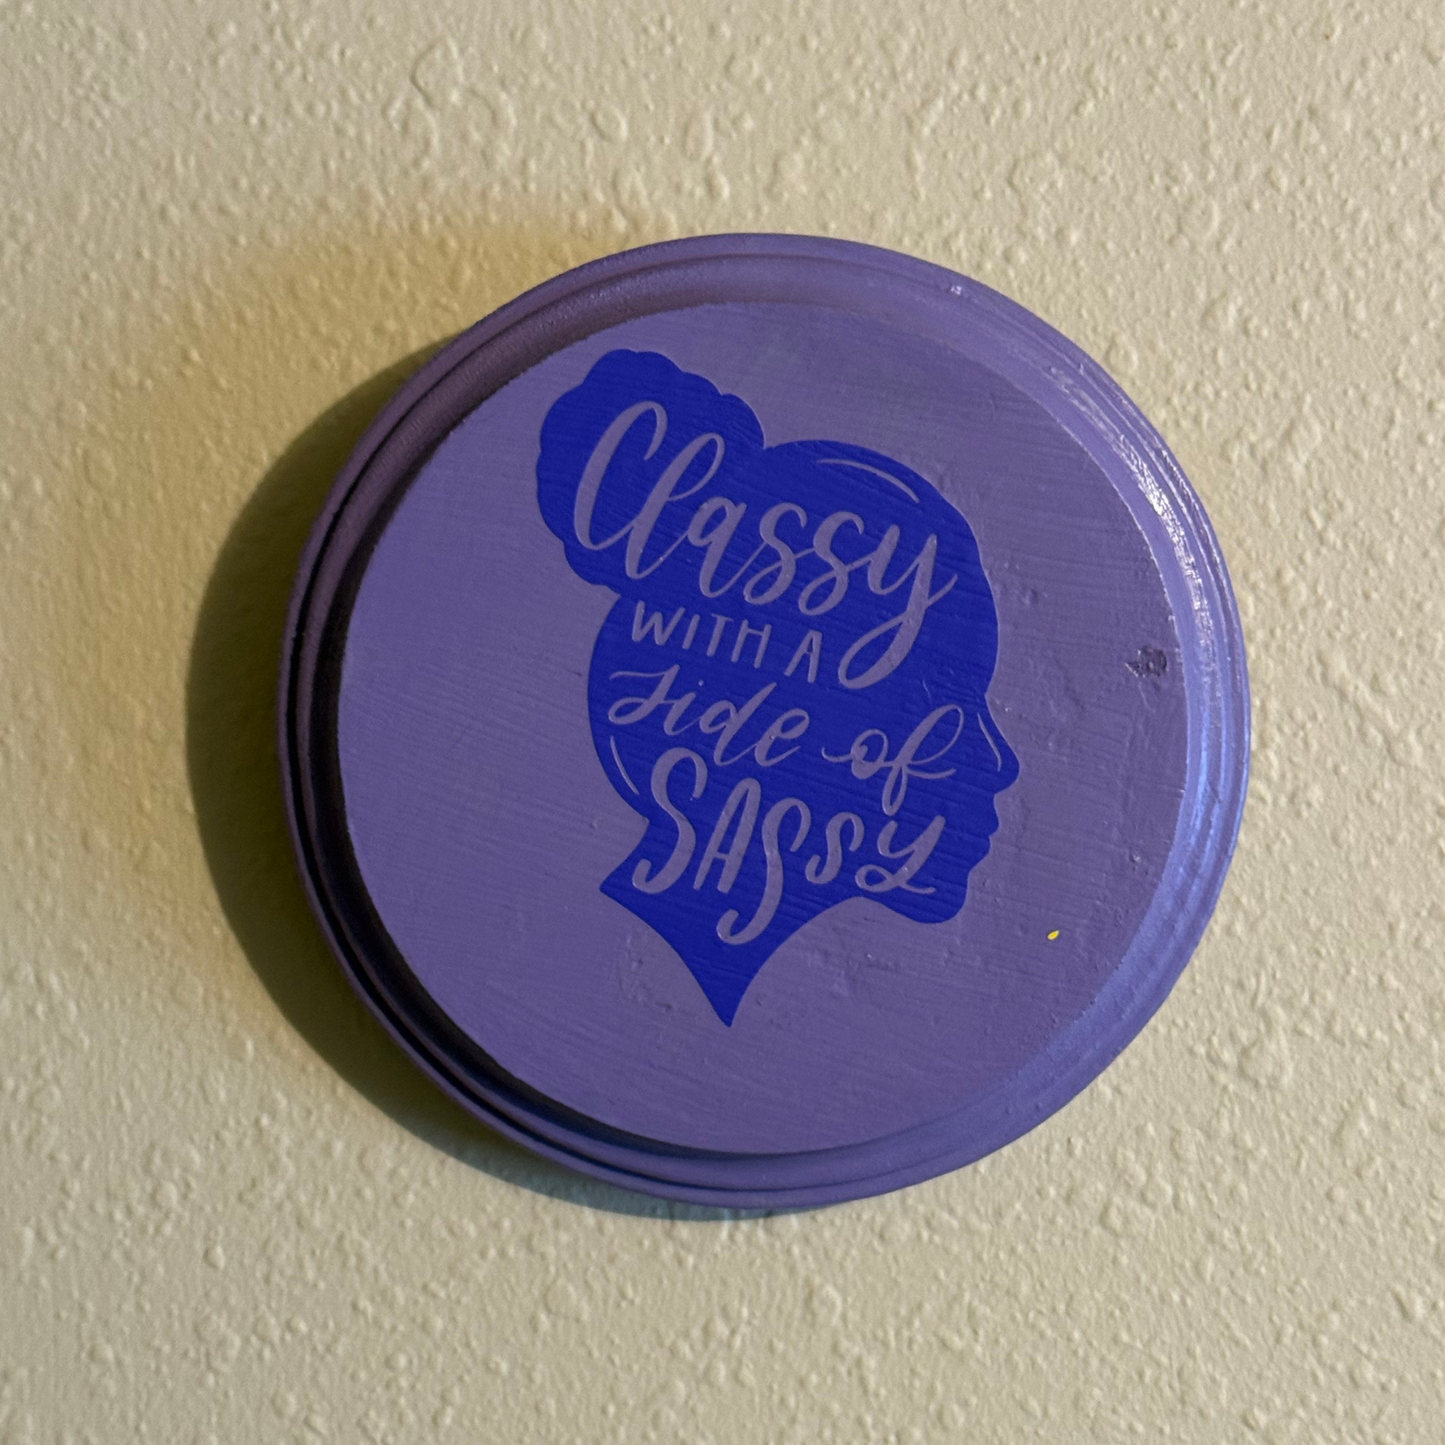 Classy
WITH A
side of
SASSy